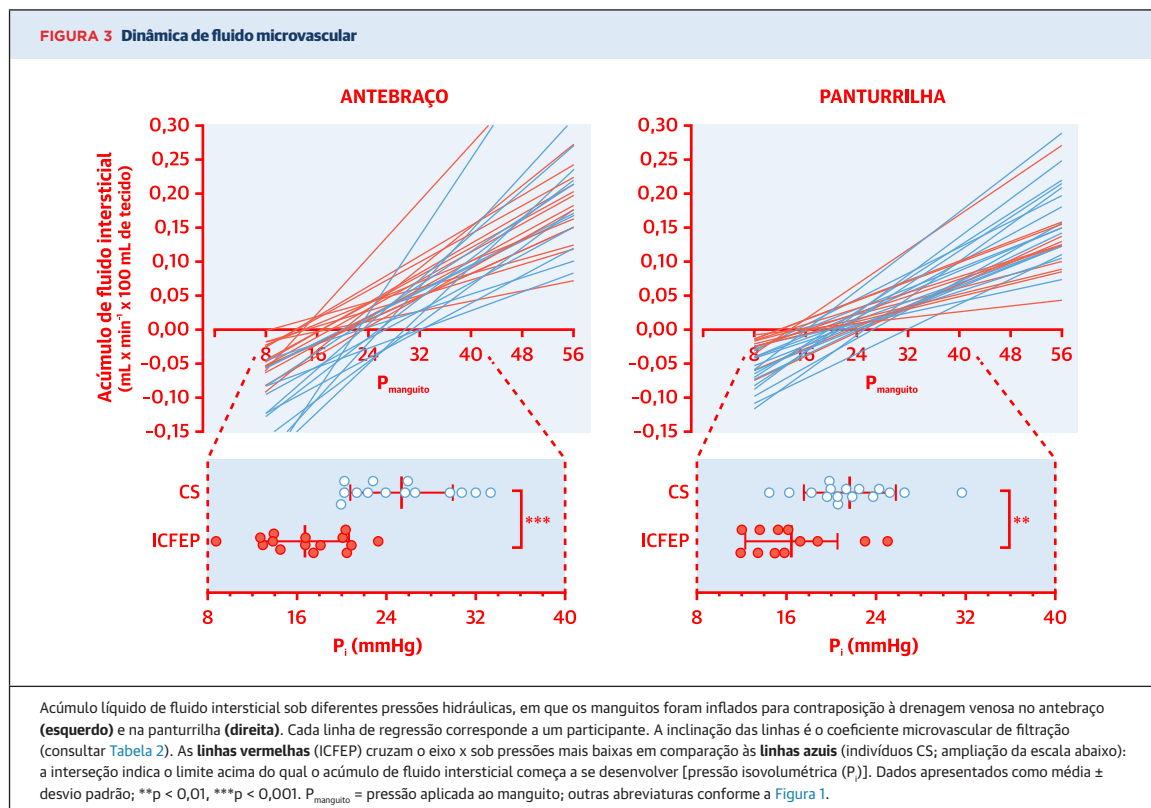 FIGURA 3 Dinâmica de fluido microvascular
ANTEBRAÇO
Acúmulo de fluido intersticial
(mL x min⁻¹ x 100 mL de tecido)
0,30
0,25
0,20
0,15
0,10
0,05
0,00
−0,05
−0,10
−0,15
8 16 24 32 40 48 56
P manguito
CS
ICFEP
***
8 16 24 32 40
Pi (mmHg)
PANTURRILHA
0,30
0,25
0,20
0,15
0,10
0,05
0,00
−0,05
−0,10
−0,15
8 16 24 32 40 48 56
P manguito
CS
ICFEP
**
8 16 24 32 40
Pi (mmHg)
Acúmulo líquido de fluido intersticial sob diferentes pressões hidráulicas, em que os manguitos foram inflados para contraposição à drenagem venosa no antebraço
(esquerdo) e na panturrilha (direita). Cada linha de regressão corresponde a um participante. A inclinação das linhas é o coeficiente microvascular de filtração
(consultar Tabela 2). As linhas vermelhas (ICFEP) cruzam o eixo x sob pressões mais baixas em comparação às linhas azuis (indivíduos CS; ampliação da escala abaixo):
a interseção indica o limite acima do qual o acúmulo de fluido intersticial começa a se desenvolver [pressão isovolumétrica (Pi)]. Dados apresentados como média ±
desvio padrão; **p < 0,01, ***p < 0,001. P manguito = pressão aplicada ao manguito; outras abreviaturas conforme a Figura 1.